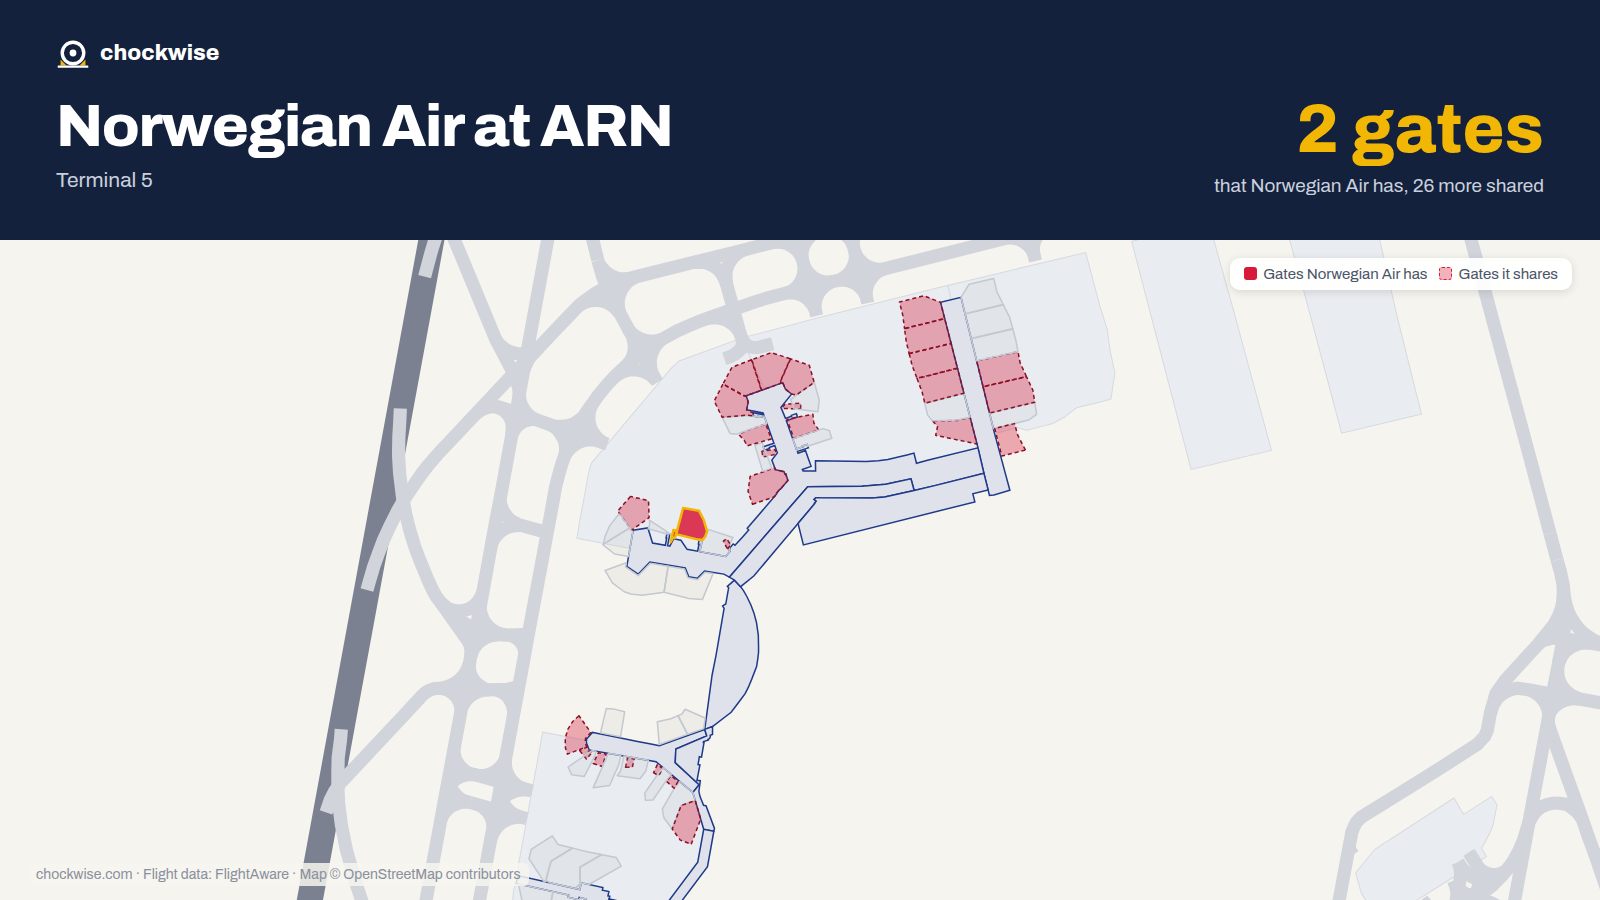 chockwise
Norwegian Air at ARN
Terminal 5
2 gates
that Norwegian Air has, 26 more shared
Gates Norwegian Air has
Gates it shares
chockwise.com · Flight data: FlightAware · Map © OpenStreetMap contributors